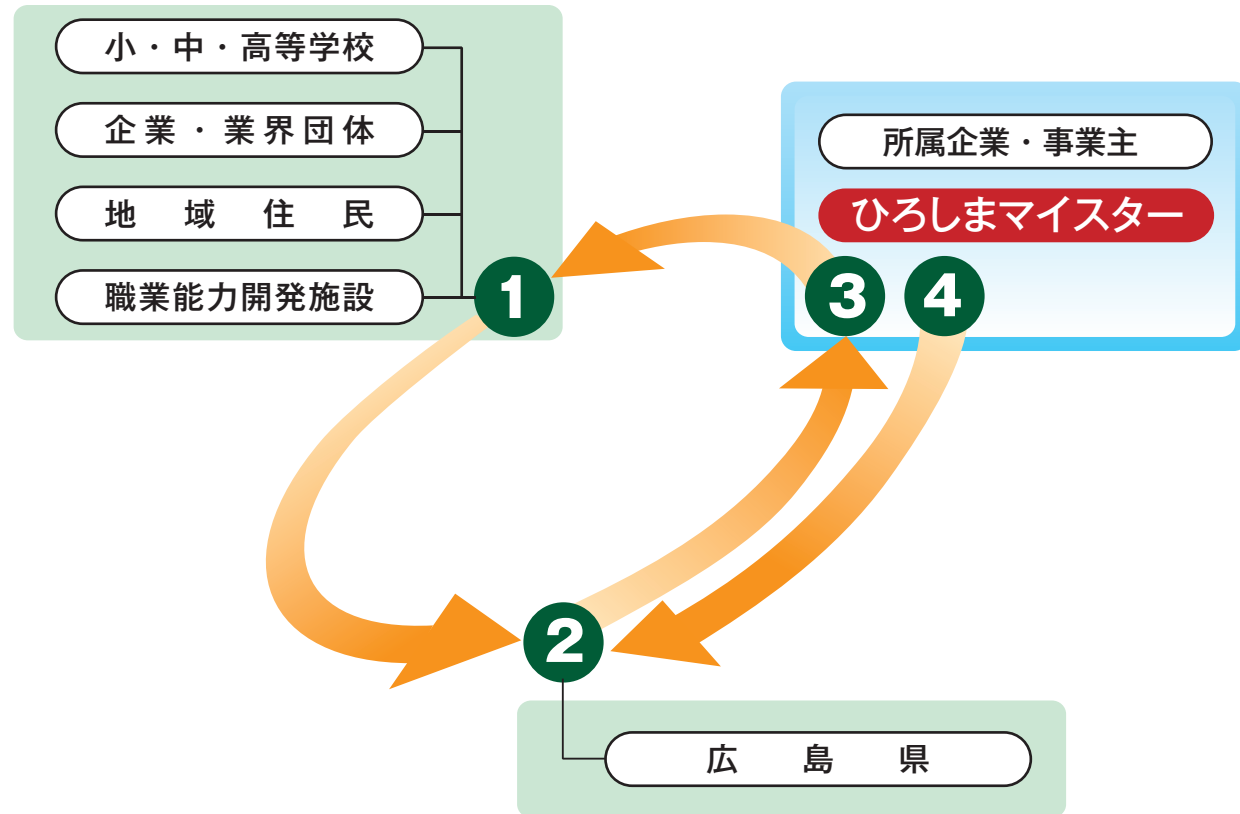 小・中・高等学校
企業・業界団体
地域住民
職業能力開発施設
1
所属企業・事業主
ひろしまマイスター
3 4
2
広島県